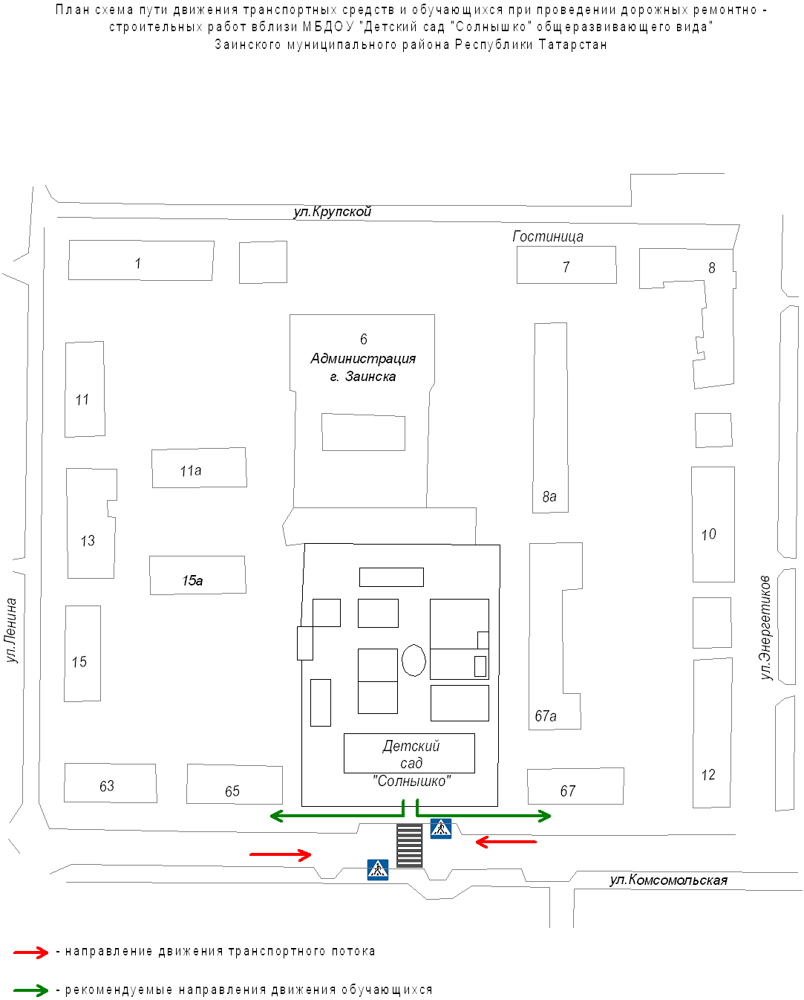 План схема пути движения транспортных средств и обучающихся при проведении дорожных ремонтно -
строительных работ вблизи МБДОУ "Детский сад "Солнышко" общеразвивающего вида"
Заинского муниципального района Республики Татарстан
ул.Крупской
Гостиница
1
7
8
6
Администрация
г. Заинска
11
11а
8а
13
10
15а
ул.Ленина
ул.Энергетиков
15
67а
Детский
сад
"Солнышко"
63
65
67
12
ул.Комсомольская
- направление движения транспортного потока
- рекомендуемые направления движения обучающихся